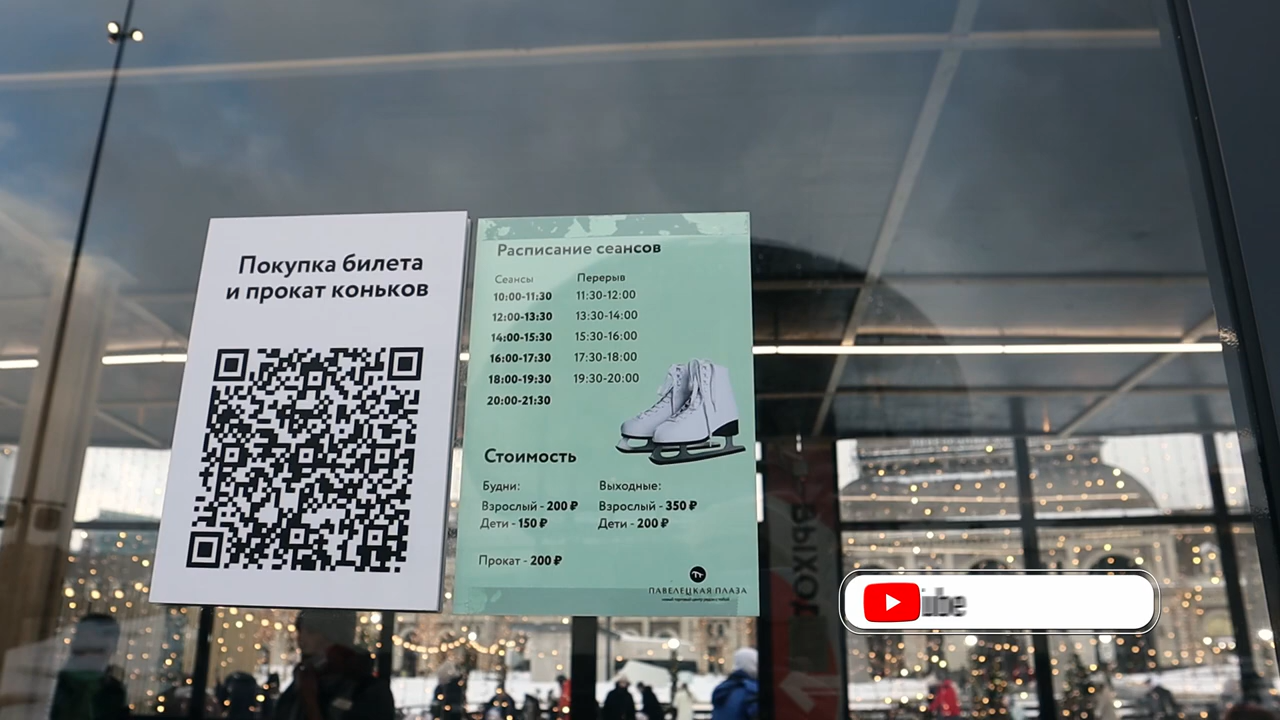 Покупка билета
и прокат коньков
Расписание сеансов
Сеансы Перерыв
10:00-11:30 11:30-12:00
12:00-13:30 13:30-14:00
14:00-15:30 15:30-16:00
16:00-17:30 17:30-18:00
18:00-19:30 19:30-20:00
20:00-21:30
Стоимость
Будни: Выходные:
Взрослый - 200 ₽ Взрослый - 350 ₽
Дети - 150 ₽ Дети - 200 ₽
Прокат - 200 ₽
ПАВЕЛЕЦКАЯ ПЛАЗА
ВЫХОД